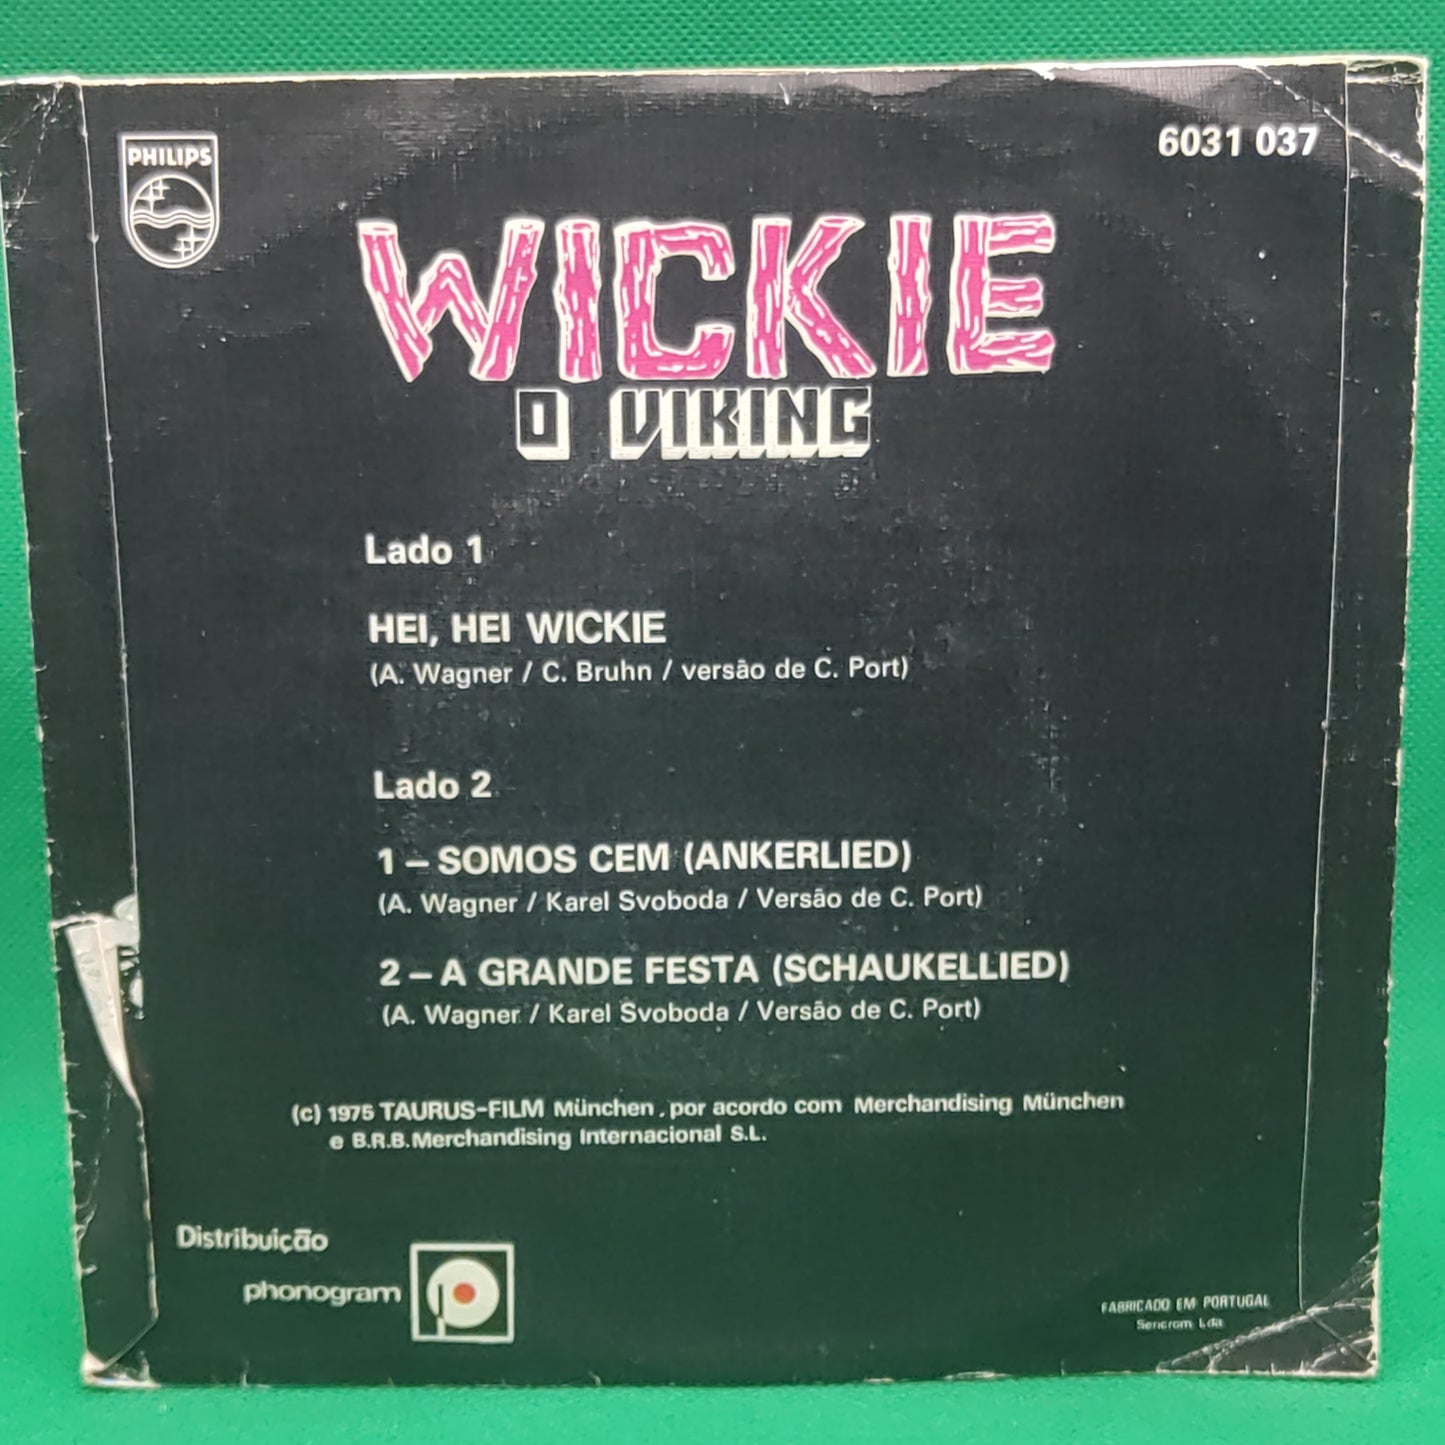 PHILIPS
6031 037
WICKIE
O VIKING
Lado 1
HEI, HEI WICKIE
(A. Wagner / C. Bruhn / versão de C. Port)
Lado 2
1 – SOMOS CEM (ANKERLIED)
(A. Wagner / Karel Svoboda / Versão de C. Port)
2 – A GRANDE FESTA (SCHAUKELLIED)
(A. Wagner / Karel Svoboda / Versão de C. Port)
(c) 1975 TAURUS-FILM München, por acordo com Merchandising München
e B.R.B. Merchandising Internacional S.L.
Distribuição
phonogram
FABRICADO EM PORTUGAL
Sericrom Lda